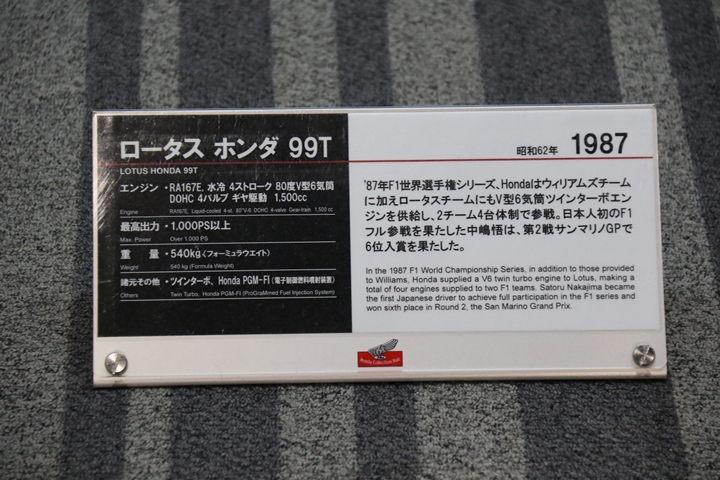 ロータス ホンダ 99T
LOTUS HONDA 99T
エンジン・RA167E. 水冷 4ストローク 80度V型6気筒
DOHC 4バルブ ギヤ駆動 1,500cc
Engine RA167E, Liquid-cooled 4-st. 80°V-6 DOHC 4-valve Gear-train 1,500 cc
最高出力・1,000PS以上
Max. Power Over 1,000 PS
重 量・540kg(フォーミュラウエイト)
Weight 540 kg (Formula Weight)
諸元その他・ツインターボ、Honda PGM-FI(電子制御燃料噴射装置)
Others Twin Turbo, Honda PGM-FI (ProGraMmed Fuel Injection System)
昭和62年 1987
'87年F1世界選手権シリーズ、Hondaはウィリアムズチーム
に加えロータスチームにもV型6気筒ツインターボエン
ジンを供給し、2チーム4台体制で参戦。日本人初のF1
フル参戦を果たした中嶋悟は、第2戦サンマリノGPで
6位入賞を果たした。
In the 1987 F1 World Championship Series, in addition to those provided
to Williams, Honda supplied a V6 twin turbo engine to Lotus, making a
total of four engines supplied to two F1 teams. Satoru Nakajima became
the first Japanese driver to achieve full participation in the F1 series and
won sixth place in Round 2, the San Marino Grand Prix.
Honda Collection Hall